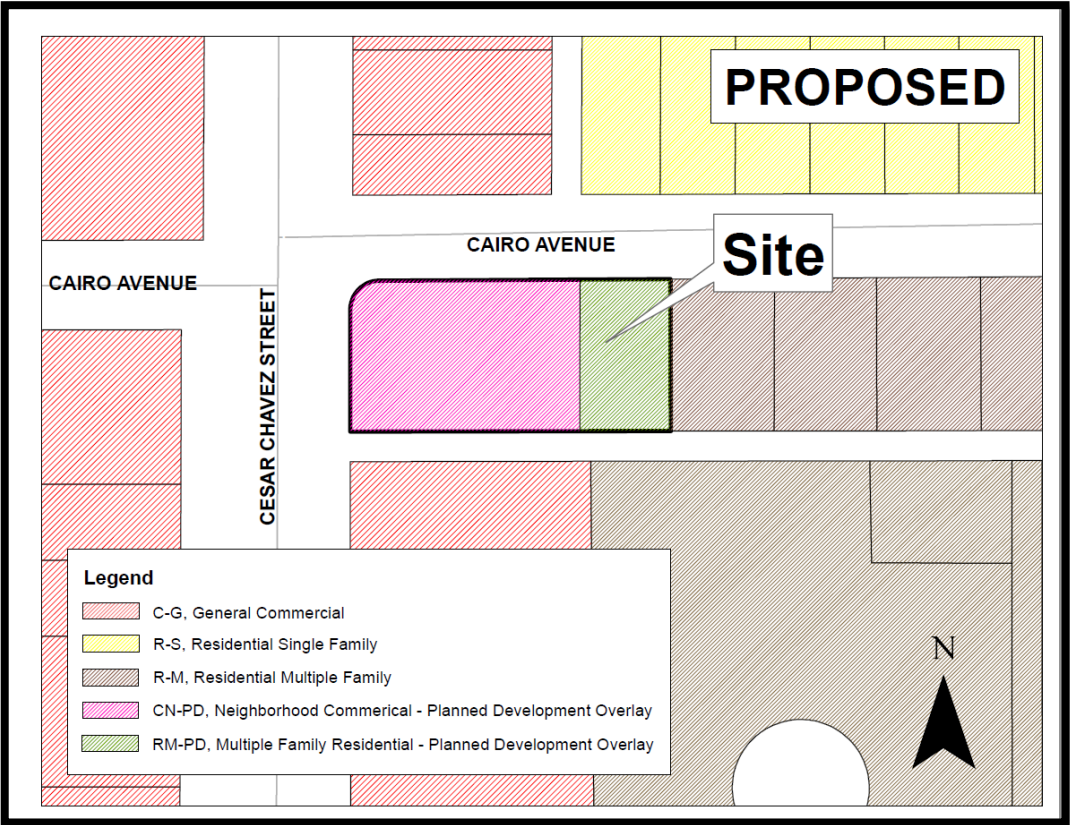 PROPOSED
CAIRO AVENUE
Site
CAIRO AVENUE
CESAR CHAVEZ STREET
Legend
C-G, General Commercial
R-S, Residential Single Family
R-M, Residential Multiple Family
CN-PD, Neighborhood Commerical - Planned Development Overlay
RM-PD, Multiple Family Residential - Planned Development Overlay
N